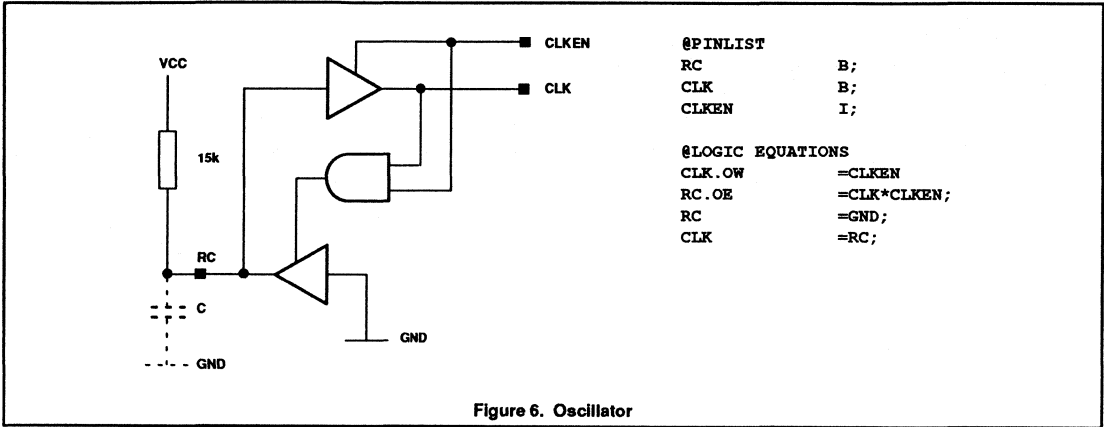 CLKEN
CLK
VCC
15k
RC
C
GND
GND
@PINLIST
RC B;
CLK B;
CLKEN I;
@LOGIC EQUATIONS
CLK.OW =CLKEN
RC.OE =CLK*CLKEN;
RC =GND;
CLK =RC;
Figure 6. Oscillator